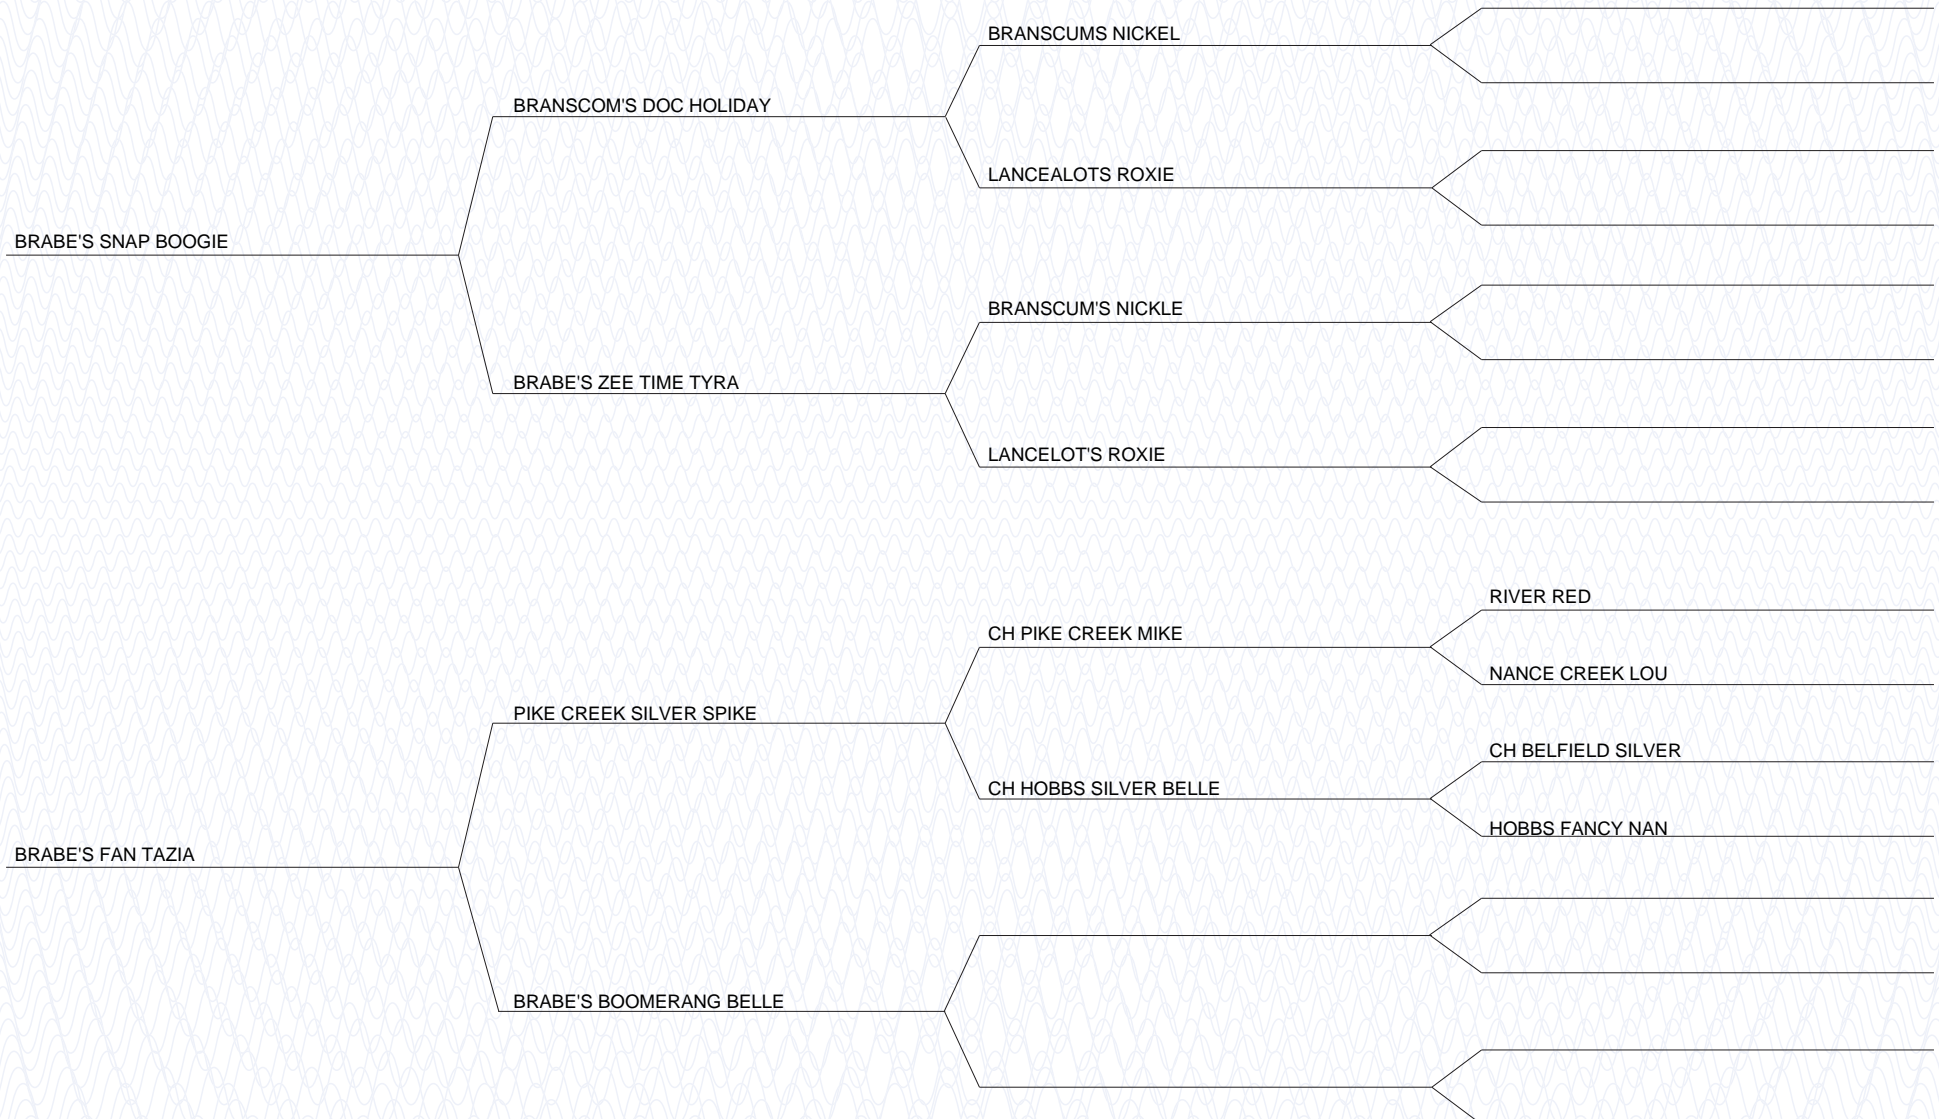 BRANSCUMS NICKEL
BRANSCOM'S DOC HOLIDAY
LANCEALOTS ROXIE
BRABE'S SNAP BOOGIE
BRANSCUM'S NICKLE
BRABE'S ZEE TIME TYRA
LANCELOT'S ROXIE
RIVER RED
CH PIKE CREEK MIKE
NANCE CREEK LOU
PIKE CREEK SILVER SPIKE
CH BELFIELD SILVER
CH HOBBS SILVER BELLE
HOBBS FANCY NAN
BRABE'S FAN TAZIA
BRABE'S BOOMERANG BELLE